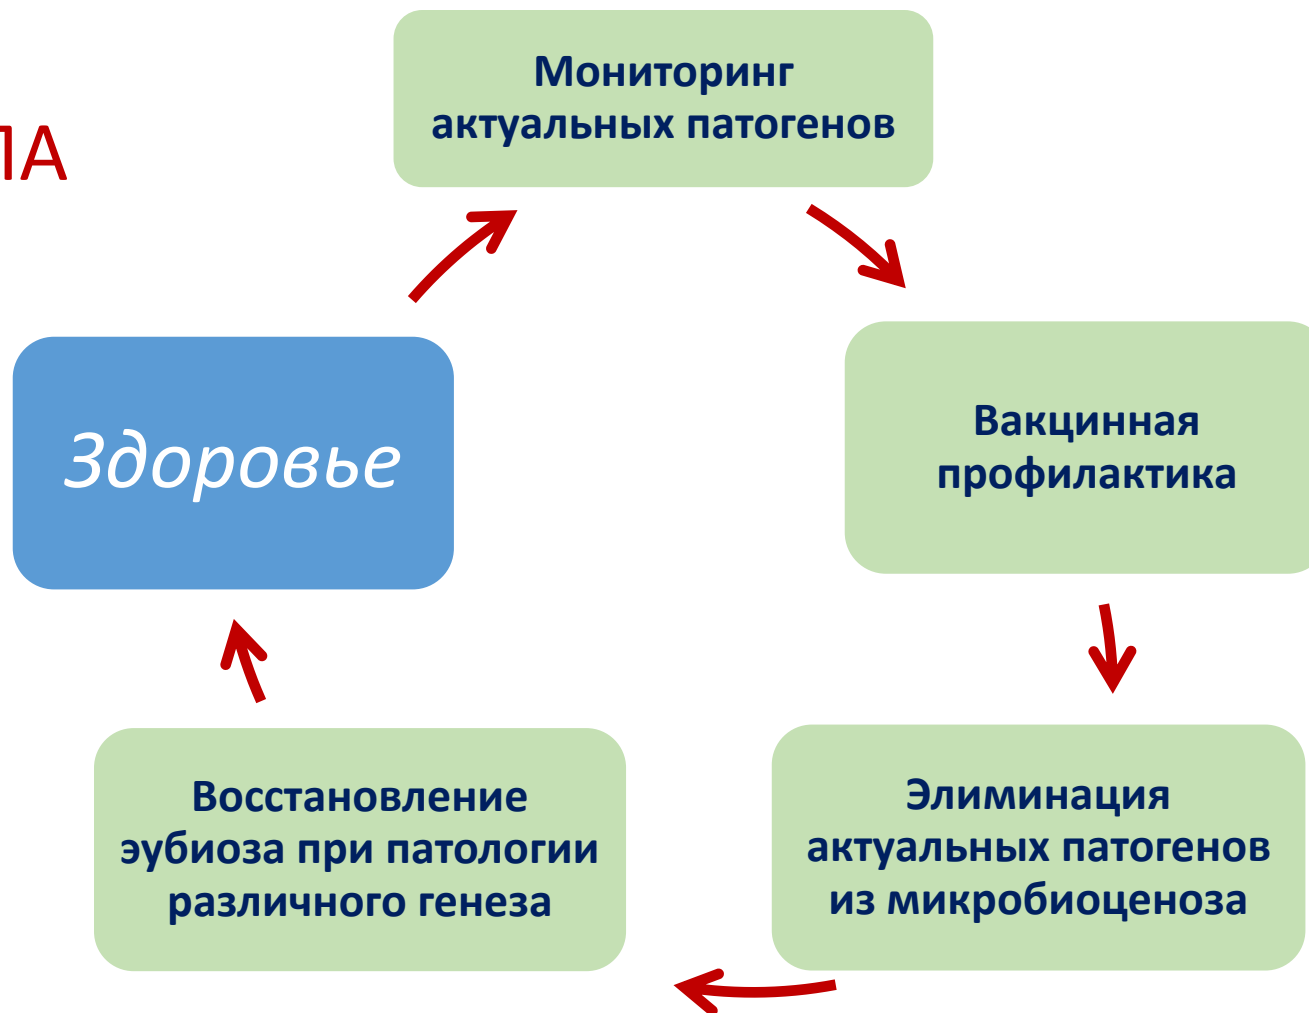 Мониторинг
актуальных патогенов
Здоровье
Вакцинная
профилактика
Восстановление
эубиоза при патологии
различного генеза
Элиминация
актуальных патогенов
из микробиоценоза